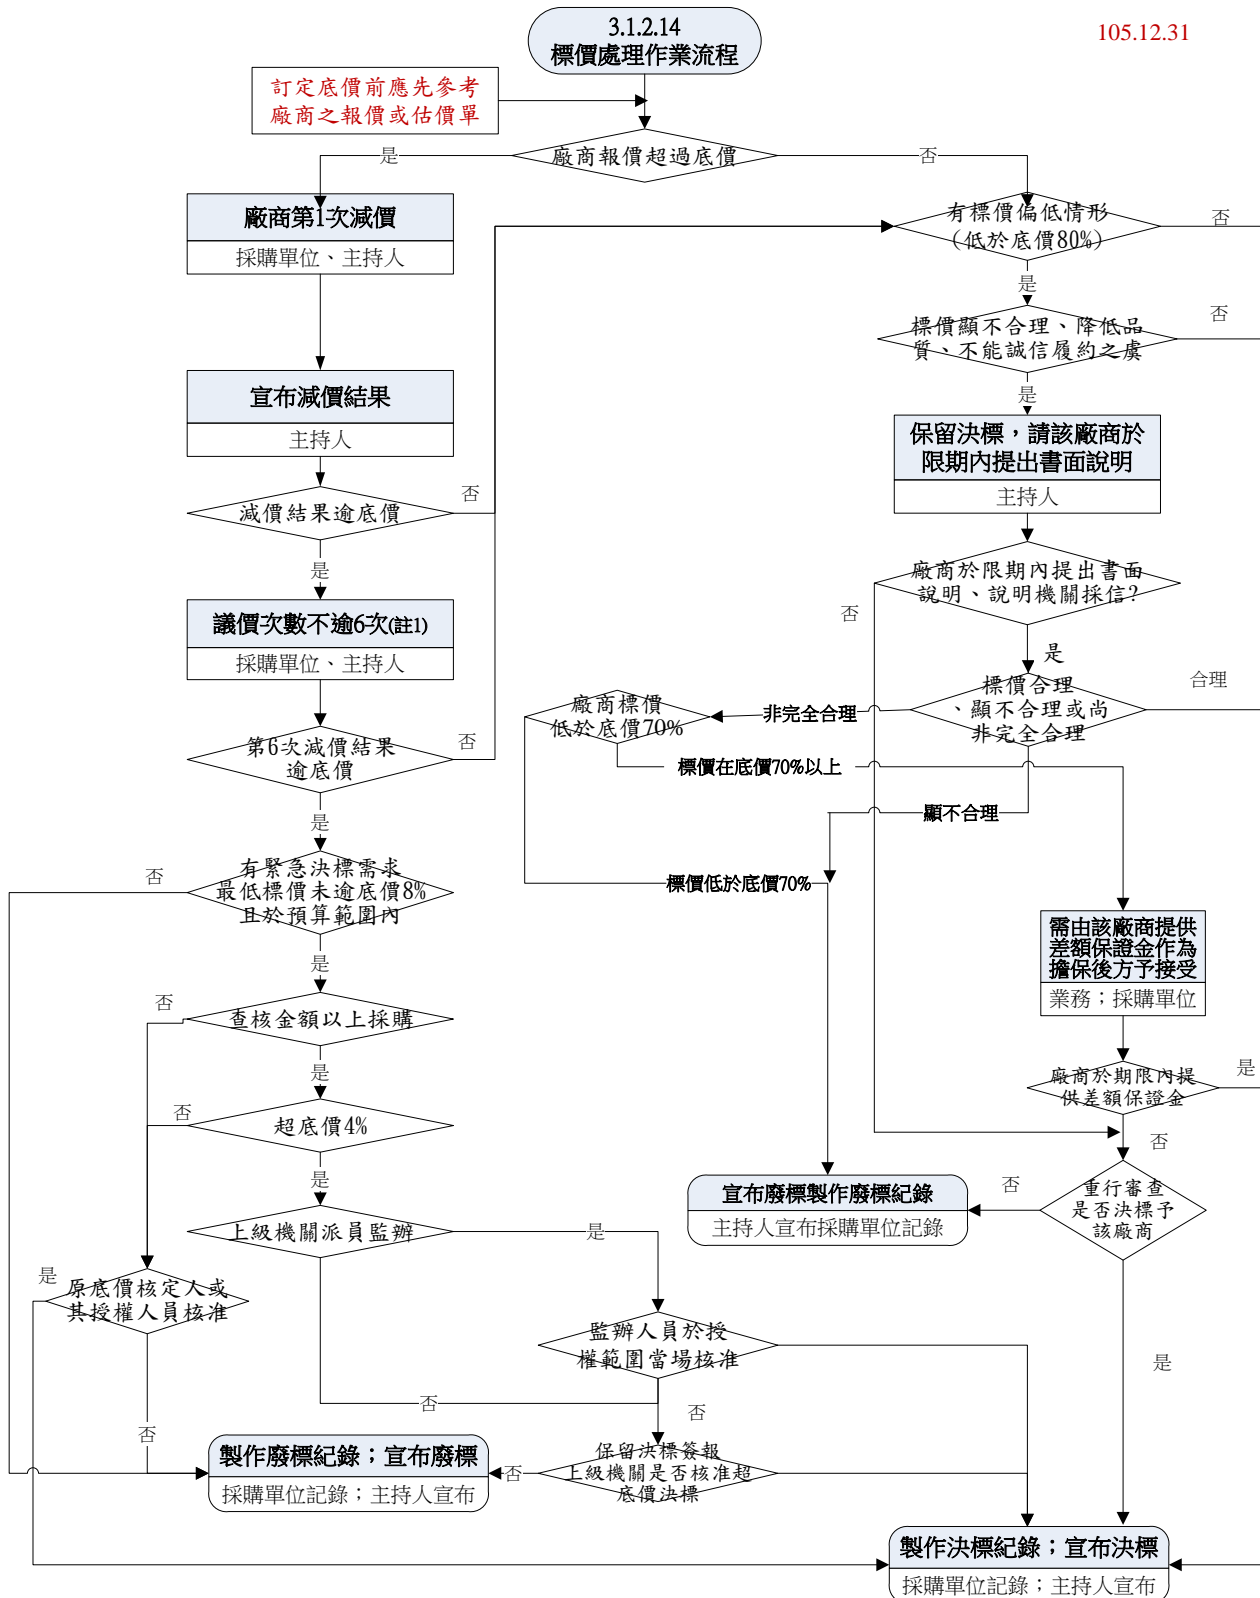 3.1.2.14
標價處理作業流程
105.12.31
訂定底價前應先參考
廠商之報價或估價單
廠商報價超過底價
是
否
廠商第1次減價
採購單位、主持人
有標價偏低情形
(低於底價80%)
否
是
標價顯不合理、降低品
質、不能誠信履約之虞
否
是
宣布減價結果
主持人
保留決標，請該廠商於
限期內提出書面說明
主持人
減價結果逾底價
否
是
廠商於限期內提出書面
說明、說明機關採信?
否
是
議價次數不逾6次(註1)
採購單位、主持人
標價合理
、顯不合理或尚
非完全合理
合理
非完全合理
廠商標價
低於底價70%
第6次減價結果
逾底價
否
是
標價在底價70%以上
顯不合理
標價低於底價70%
有緊急決標需求
最低標價未逾底價8%
且於預算範圍內
否
是
需由該廠商提供
差額保證金作為
擔保後方予接受
業務；採購單位
查核金額以上採購
否
是
廠商於期限內提
供差額保證金
是
否
超底價4%
否
是
重行審查
是否決標予
該廠商
否
是
宣布廢標製作廢標紀錄
主持人宣布採購單位記錄
上級機關派員監辦
是
否
原底價核定人或
其授權人員核准
是
否
監辦人員於授
權範圍當場核准
否
保留決標簽報
上級機關是否核准超
底價決標
否
製作廢標紀錄；宣布廢標
採購單位記錄；主持人宣布
製作決標紀錄；宣布決標
採購單位記錄；主持人宣布